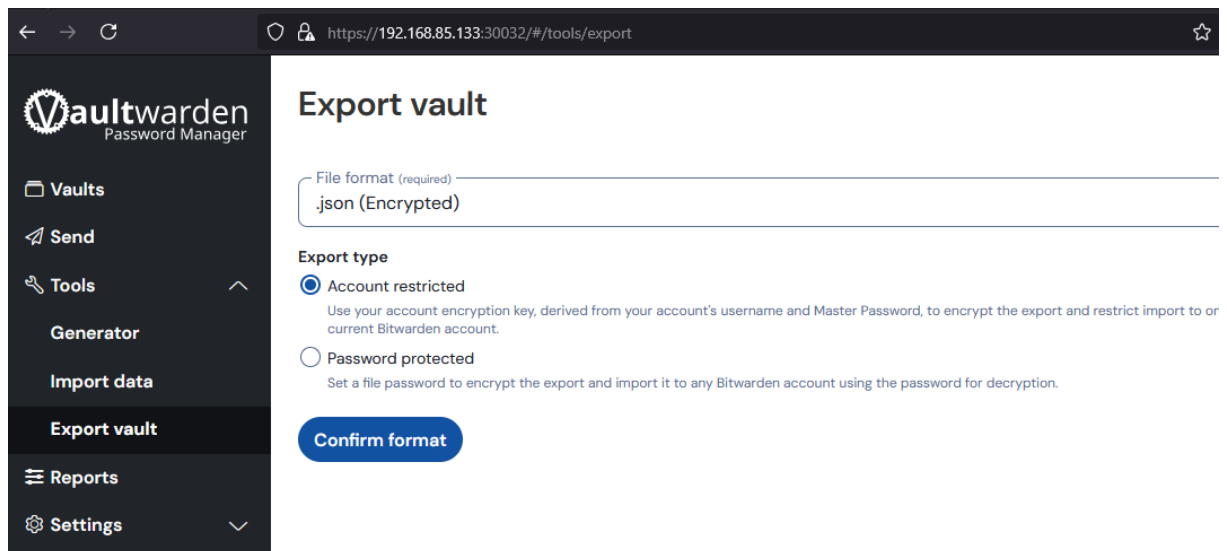 https://192.168.85.133:30032/#/tools/export
Vaultwarden
Password Manager
Vaults
Send
Tools
Generator
Import data
Export vault
Reports
Settings
Export vault
File format (required)
.json (Encrypted)
Export type
Account restricted
Use your account encryption key, derived from your account's username and Master Password, to encrypt the export and restrict import to
current Bitwarden account.
Password protected
Set a file password to encrypt the export and import it to any Bitwarden account using the password for decryption.
Confirm format